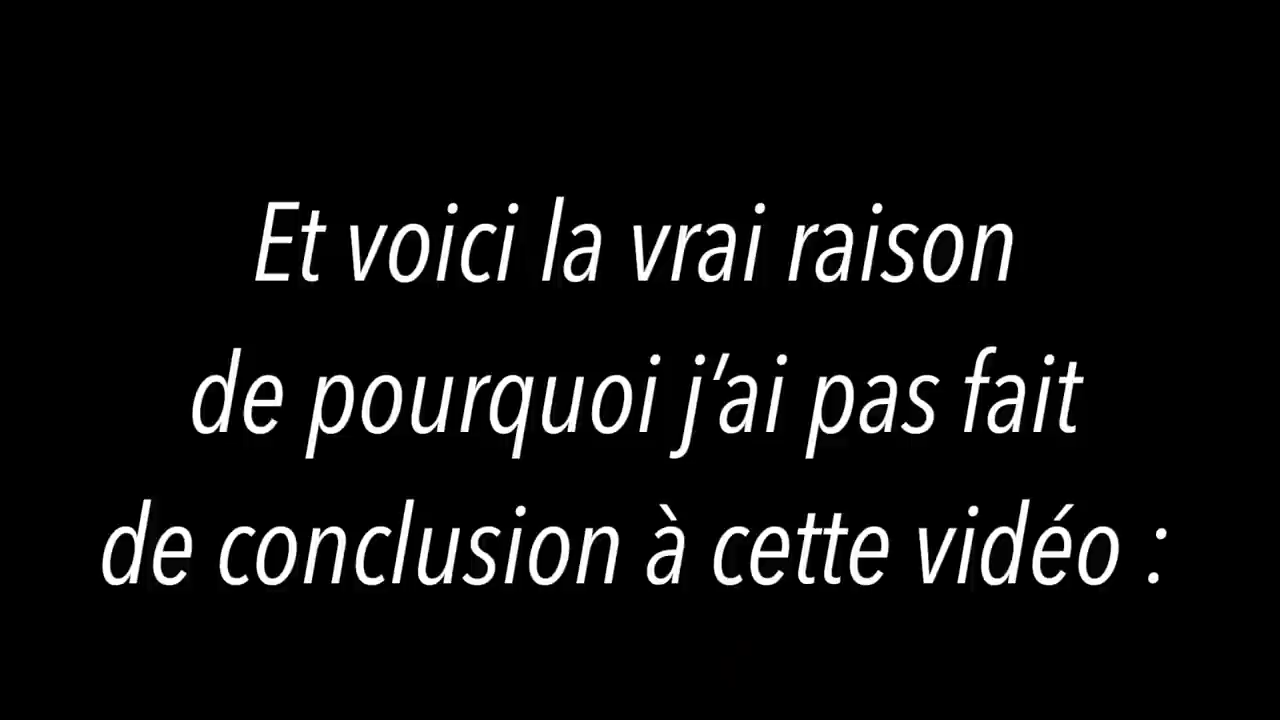 Et voici la vrai raison
de pourquoi j’ai pas fait
de conclusion à cette vidéo :